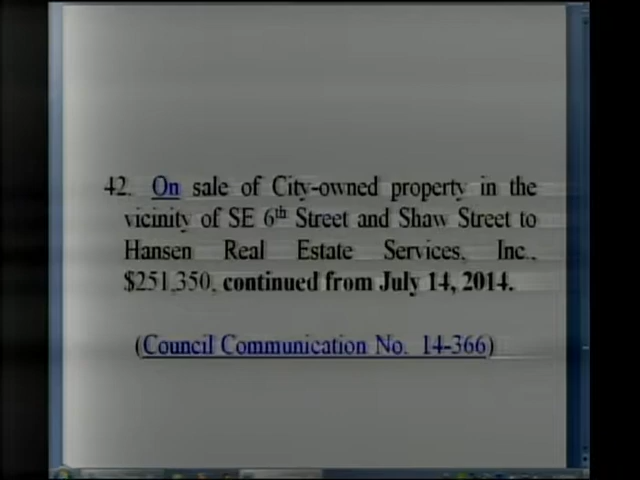 42. On sale of City-owned property in the
vicinity of SE 6th Street and Shaw Street to
Hansen Real Estate Services, Inc.,
$251,350, continued from July 14, 2014.
(Council Communication No. 14-366)